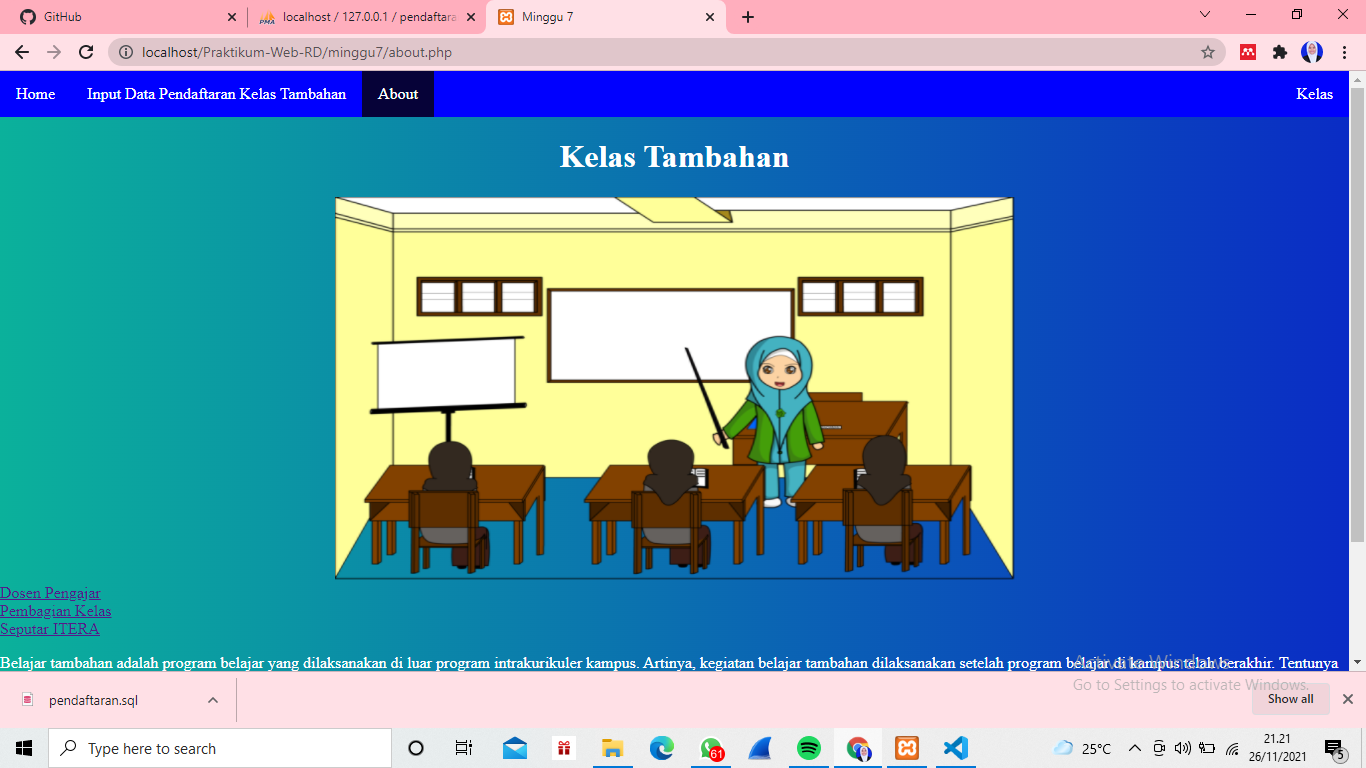 GitHub
localhost / 127.0.0.1 / pendaftara
Minggu 7
localhost/Praktikum-Web-RD/minggu7/about.php
Home Input Data Pendaftaran Kelas Tambahan About Kelas
Kelas Tambahan
Dosen Pengajar
Pembagian Kelas
Seputar ITERA
Belajar tambahan adalah program belajar yang dilaksanakan di luar program intrakurikuler kampus. Artinya, kegiatan belajar tambahan dilaksanakan setelah program belajar di kampus telah berakhir. Tentunya
Activate Windows
Go to Settings to activate Windows.
pendaftaran.sql
Show all
Type here to search
61
25°C
21.21
26/11/2021
5
PMA